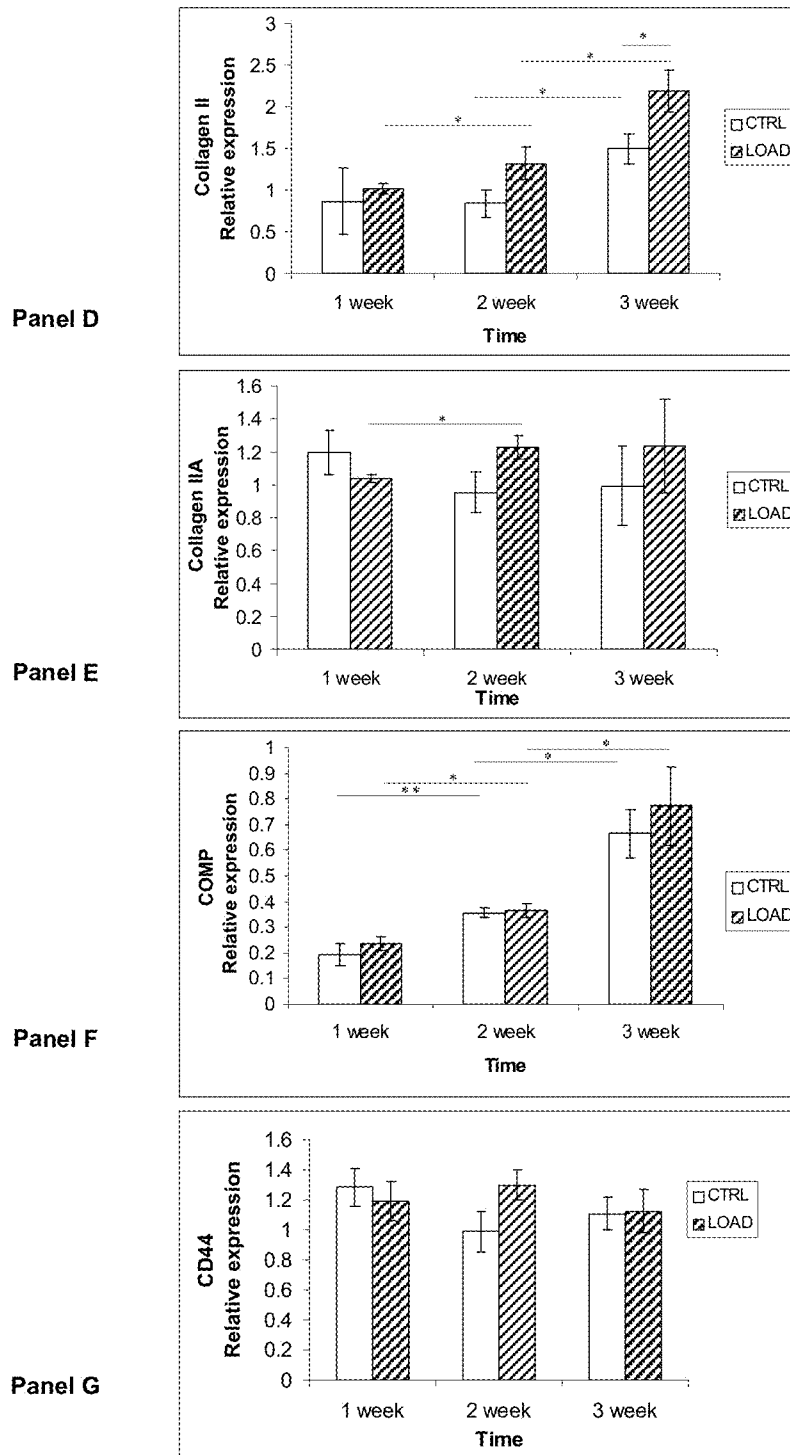 3
*
2.5
*
2
*
*
1.5
1
0.5
0
Collagen II
Relative expression
CTRL
LOAD
1 week 2 week 3 week
Time
Panel D
1.6
*
1.4
1.2
1
0.8
0.6
0.4
0.2
0
Collagen IIA
Relative expression
CTRL
LOAD
1 week 2 week 3 week
Time
Panel E
1
*
*
0.9
*
**
0.8
0.7
0.6
0.5
0.4
0.3
0.2
0.1
0
COMP
Relative expression
CTRL
LOAD
1 week 2 week 3 week
Time
Panel F
1.6
1.4
1.2
1
0.8
0.6
0.4
0.2
0
CD44
Relative expression
CTRL
LOAD
1 week 2 week 3 week
Time
Panel G